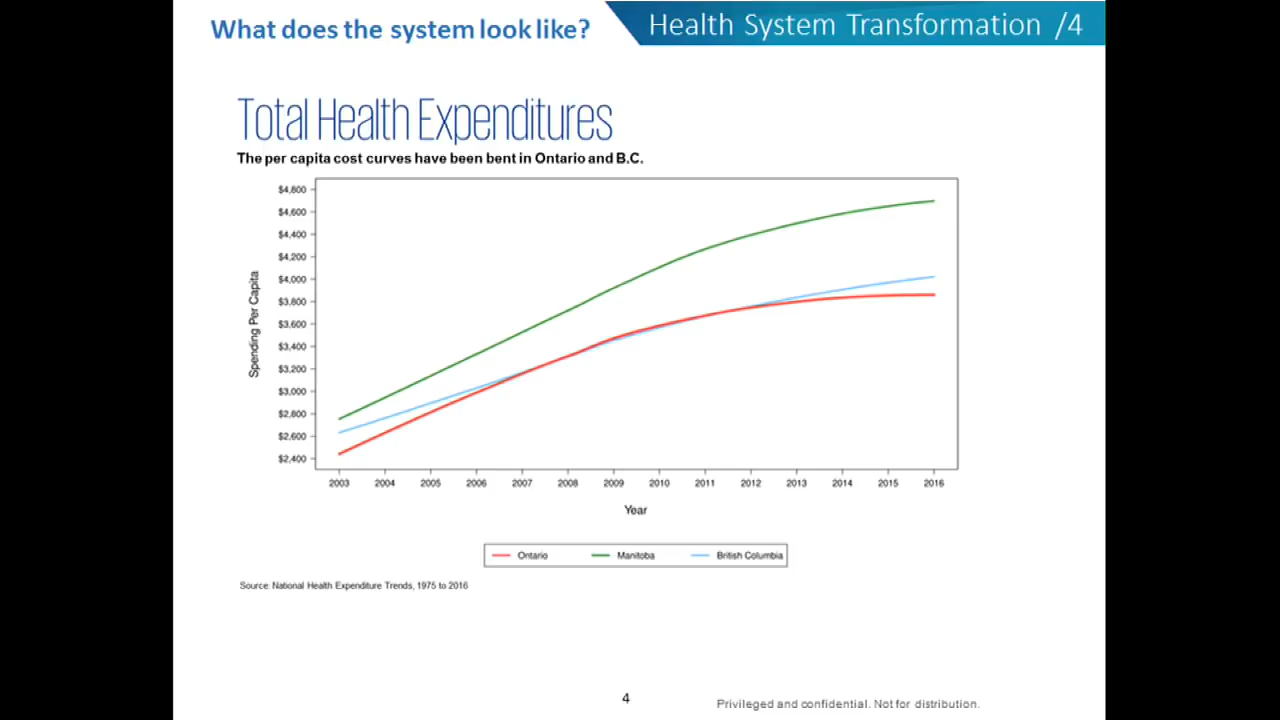 What does the system look like?
Health System Transformation /4
Total Health Expenditures
The per capita cost curves have been bent in Ontario and B.C.
$4,800
$4,600
$4,400
$4,200
$4,000
$3,800
$3,600
$3,400
$3,200
$3,000
$2,800
$2,600
$2,400
Spending Per Capita
2003 2004 2005 2006 2007 2008 2009 2010 2011 2012 2013 2014 2015 2016
Year
Ontario Manitoba British Columbia
Source: National Health Expenditure Trends, 1975 to 2016
4
Privileged and confidential. Not for distribution.